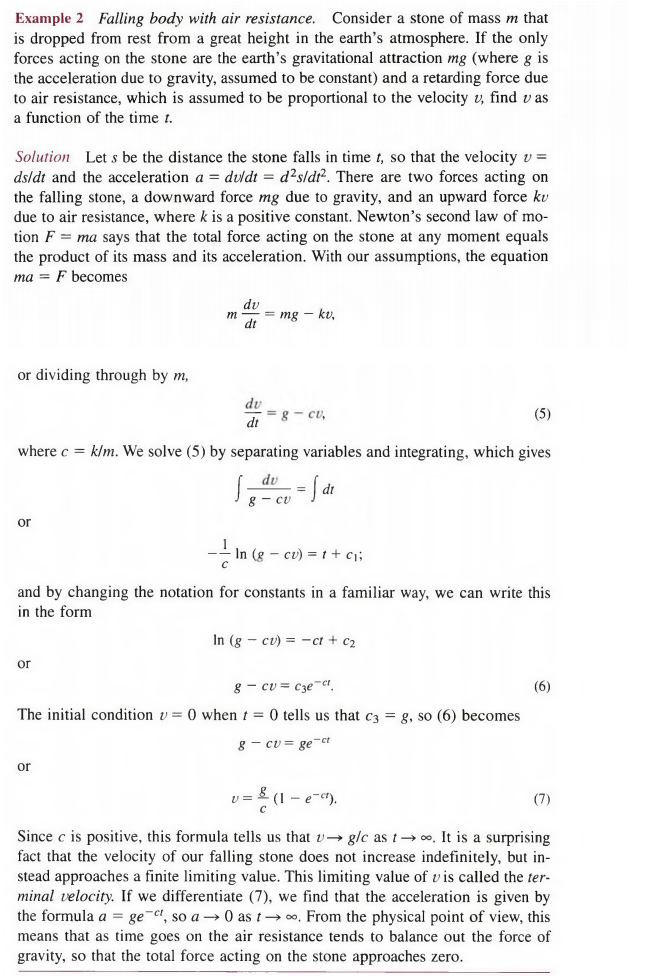 Example 2 Falling body with air resistance. Consider a stone of mass m that
is dropped from rest from a great height in the earth's atmosphere. If the only
forces acting on the stone are the earth's gravitational attraction mg (where g is
the acceleration due to gravity, assumed to be constant) and a retarding force due
to air resistance, which is assumed to be proportional to the velocity v, find v as
a function of the time t.
Solution Let s be the distance the stone falls in time t, so that the velocity v =
ds/dt and the acceleration a = dv/dt = d²s/dt². There are two forces acting on
the falling stone, a downward force mg due to gravity, and an upward force kv
due to air resistance, where k is a positive constant. Newton's second law of mo-
tion F = ma says that the total force acting on the stone at any moment equals
the product of its mass and its acceleration. With our assumptions, the equation
ma = F becomes
m dv/dt = mg − kv,
or dividing through by m,
dv/dt = g − cv, (5)
where c = k/m. We solve (5) by separating variables and integrating, which gives
∫ dv/(g − cv) = ∫ dt
or
−1/c ln (g − cv) = t + c₁;
and by changing the notation for constants in a familiar way, we can write this
in the form
ln (g − cv) = −ct + c₂
or
g − cv = c₃e⁻ᶜᵗ. (6)
The initial condition v = 0 when t = 0 tells us that c₃ = g, so (6) becomes
g − cv = ge⁻ᶜᵗ
or
v = g/c (1 − e⁻ᶜᵗ). (7)
Since c is positive, this formula tells us that v → g/c as t → ∞. It is a surprising
fact that the velocity of our falling stone does not increase indefinitely, but in-
stead approaches a finite limiting value. This limiting value of v is called the ter-
minal velocity. If we differentiate (7), we find that the acceleration is given by
the formula a = ge⁻ᶜᵗ, so a → 0 as t → ∞. From the physical point of view, this
means that as time goes on the air resistance tends to balance out the force of
gravity, so that the total force acting on the stone approaches zero.